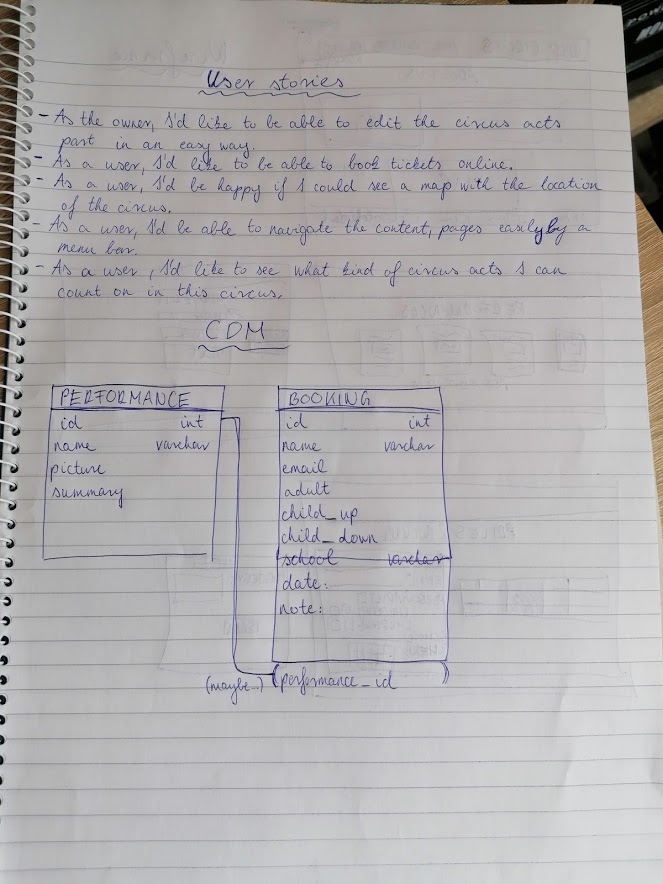 User stories
- As the owner, I'd like to be able to edit the circus acts
part in an easy way.
- As a user, I'd like to be able to book tickets online.
- As a user, I'd be happy if I could see a map with the location
of the circus.
- As a user, I'd be able to navigate the content, pages easily by a
menu bar.
- As a user, I'd like to see what kind of circus acts I can
count on in this circus.
CDM
PERFORMANCE
id int
name varchar
picture
summary
BOOKING
id int
name varchar
email
adult
child_up
child_down
school varchar
date:
note:
(maybe..) (performance_id )